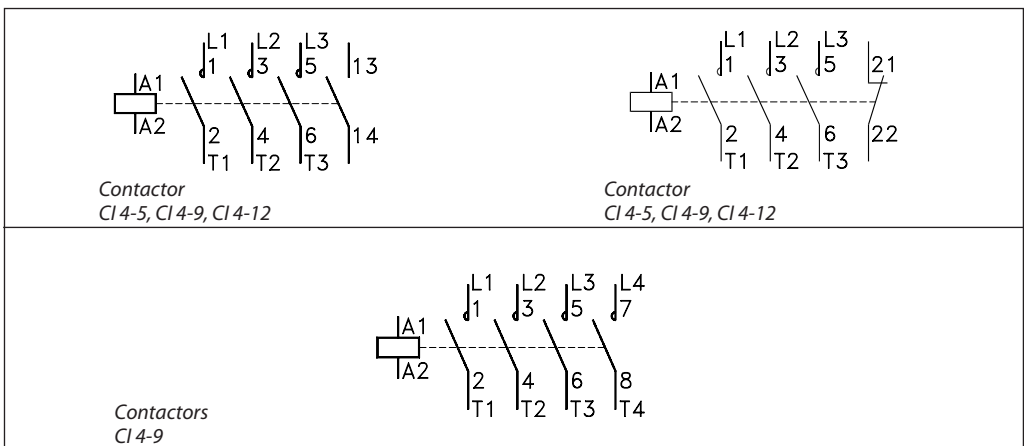 L1 L2 L3
1 3 5 13
A1
A2
2 4 6 14
T1 T2 T3
Contactor
CI 4-5, CI 4-9, CI 4-12
L1 L2 L3
1 3 5 21
A1
A2
2 4 6 22
T1 T2 T3
Contactor
CI 4-5, CI 4-9, CI 4-12
L1 L2 L3 L4
1 3 5 7
A1
A2
2 4 6 8
T1 T2 T3 T4
Contactors
CI 4-9